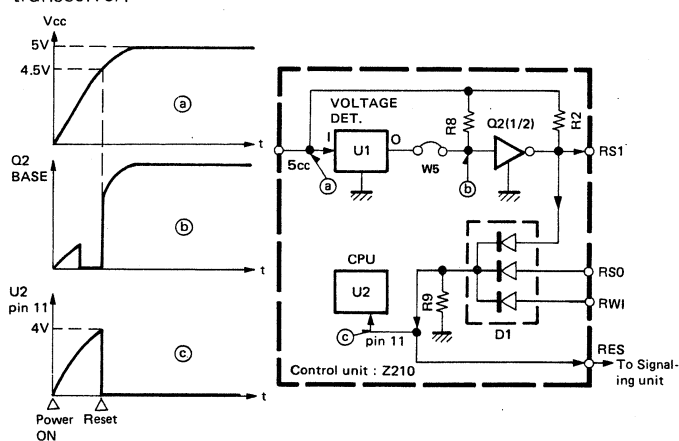 Vcc
5V
4.5V
a
t
Q2
BASE
b
t
U2
pin 11
4V
c
t
Power
ON
Reset
VOLTAGE
DET.
I
U1
O
5cc
a
W5
R8
b
Q2(1/2)
R2
RS1
CPU
U2
c
pin 11
R9
D1
RS0
RWI
RES
To Signal-
ing unit
Control unit : Z210